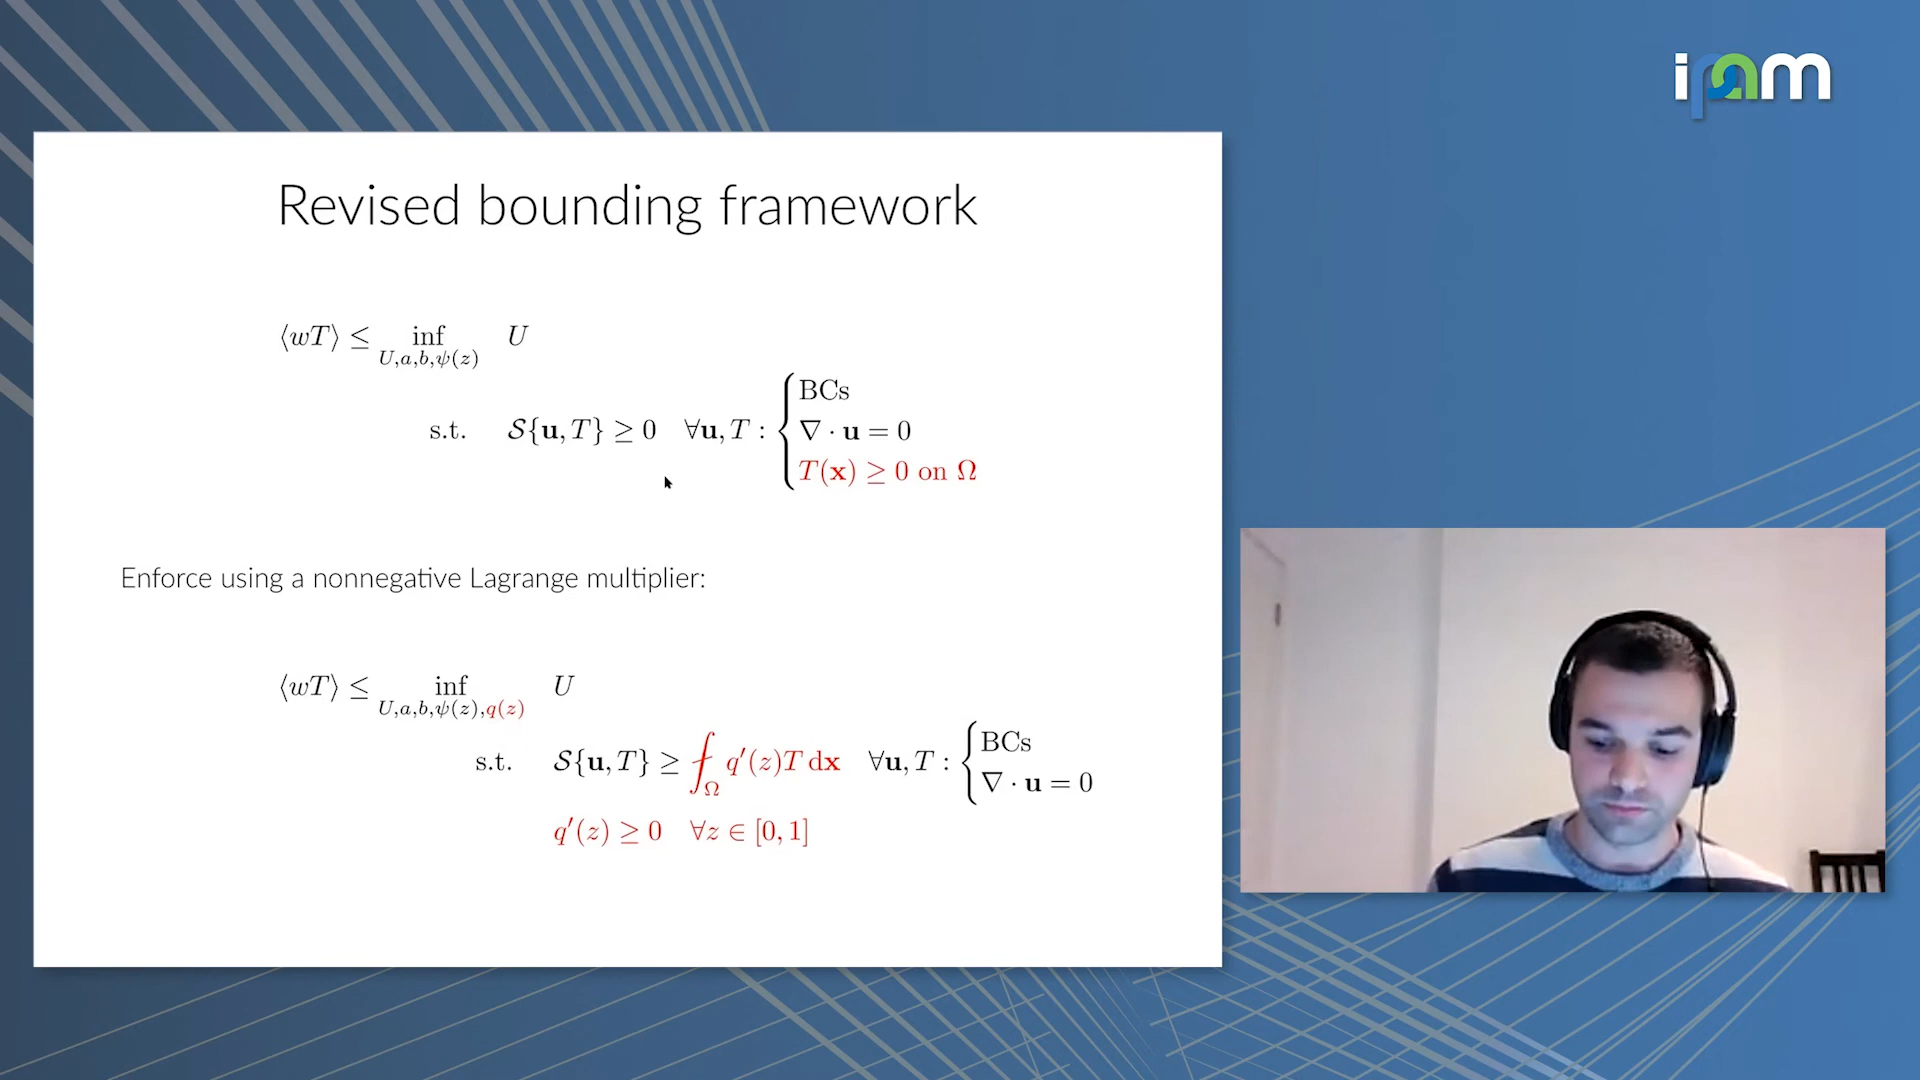 ipam
Revised bounding framework
⟨wT⟩ ≤ inf U
U,a,b,ψ(z)
s.t. 𝒮{u, T} ≥ 0 ∀u, T : { BCs
∇ · u = 0
T(x) ≥ 0 on Ω
Enforce using a nonnegative Lagrange multiplier:
⟨wT⟩ ≤ inf U
U,a,b,ψ(z),q(z)
s.t. 𝒮{u, T} ≥ ⨍_Ω q′(z)T dx ∀u, T : { BCs
∇ · u = 0
q′(z) ≥ 0 ∀z ∈ [0, 1]